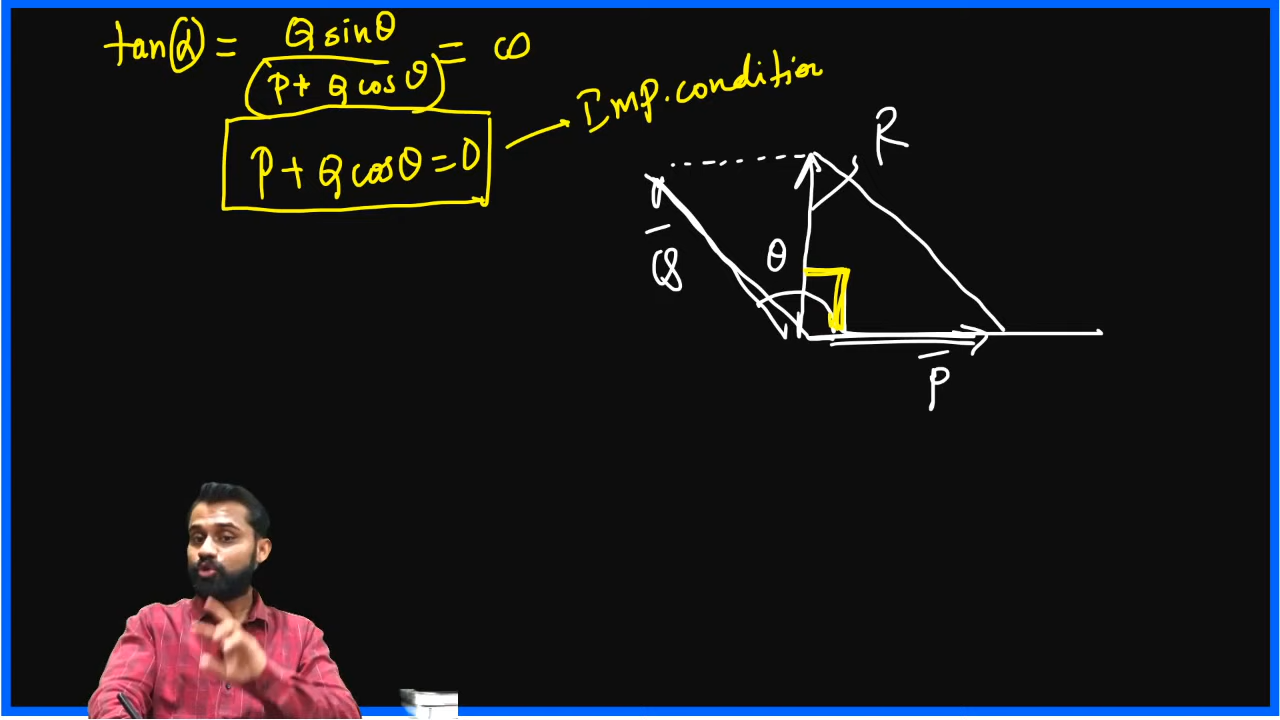 tan(α) = Q sinθ / (P + Q cosθ) = ∞
P + Q cosθ = 0
Imp. condition
R
θ
Q̄
P̄